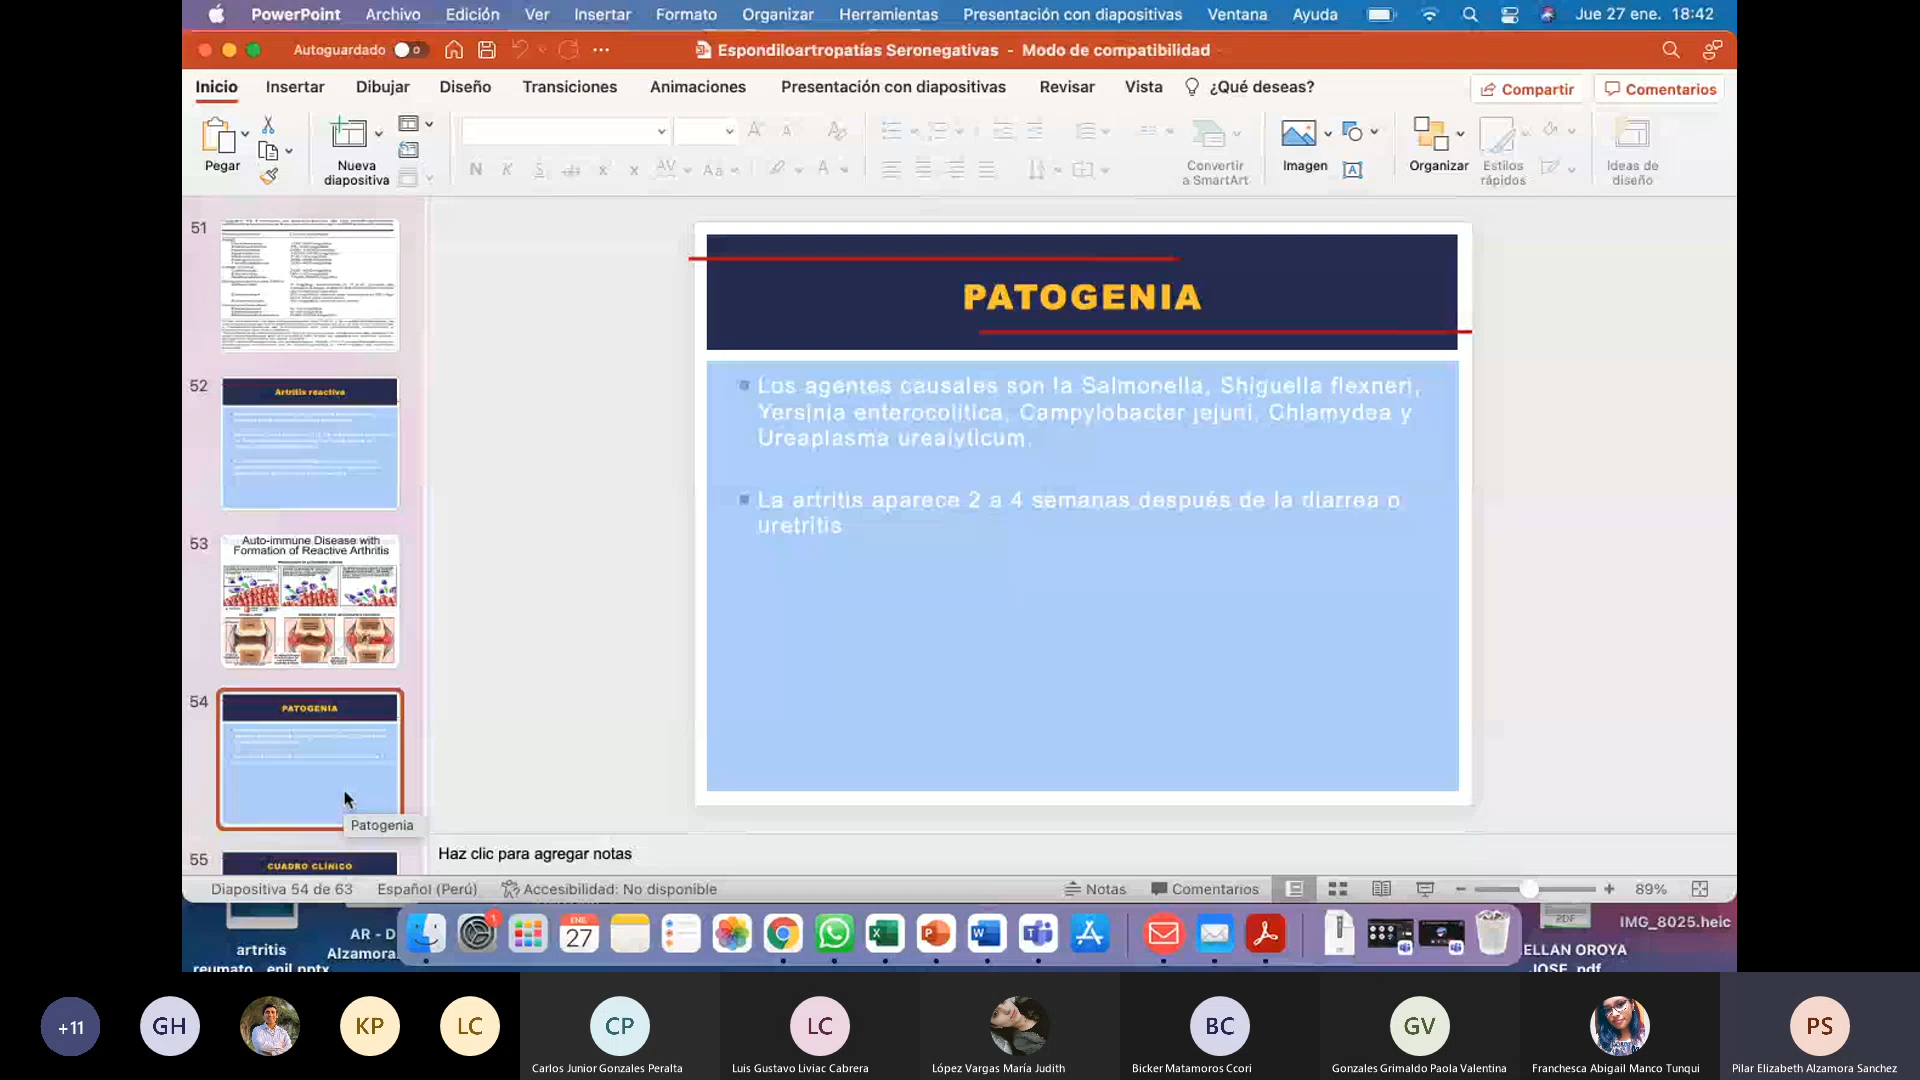 PowerPoint Archivo Edición Ver Insertar Formato Organizar Herramientas Presentación con diapositivas Ventana Ayuda Jue 27 ene. 18:42
Autoguardado Espondiloartropatías Seronegativas - Modo de compatibilidad
Inicio Insertar Dibujar Diseño Transiciones Animaciones Presentación con diapositivas Revisar Vista ¿Qué deseas? Compartir Comentarios
Pegar
Nueva
diapositiva
N K S
Convertir
a SmartArt
Imagen
Organizar
Estilos
rápidos
Ideas de
diseño
51
52
Artritis reactiva
53
Auto-immune Disease with
Formation of Reactive Arthritis
54
PATOGENIA
Patogenia
55
CUADRO CLÍNICO
PATOGENIA
Los agentes causales son la Salmonella, Shiguella flexneri,
Yersinia enterocolitica, Campylobacter jejuni, Chlamydea y
Ureaplasma urealyticum.
La artritis aparece 2 a 4 semanas después de la diarrea o
uretritis
Haz clic para agregar notas
Diapositiva 54 de 63 Español (Perú) Accesibilidad: No disponible Notas Comentarios 89%
artritis
reumato...enil.pptx
AR - D
Alzamora
ENE
27
1
PDF
IMG_8025.heic
ELLAN OROYA
JOSE .pdf
+11 GH KP LC CP LC BC GV PS
Carlos Junior Gonzales Peralta
Luis Gustavo Liviac Cabrera
López Vargas María Judith
Bicker Matamoros Ccori
Gonzales Grimaldo Paola Valentina
Franchesca Abigail Manco Tunqui
Pilar Elizabeth Alzamora Sanchez